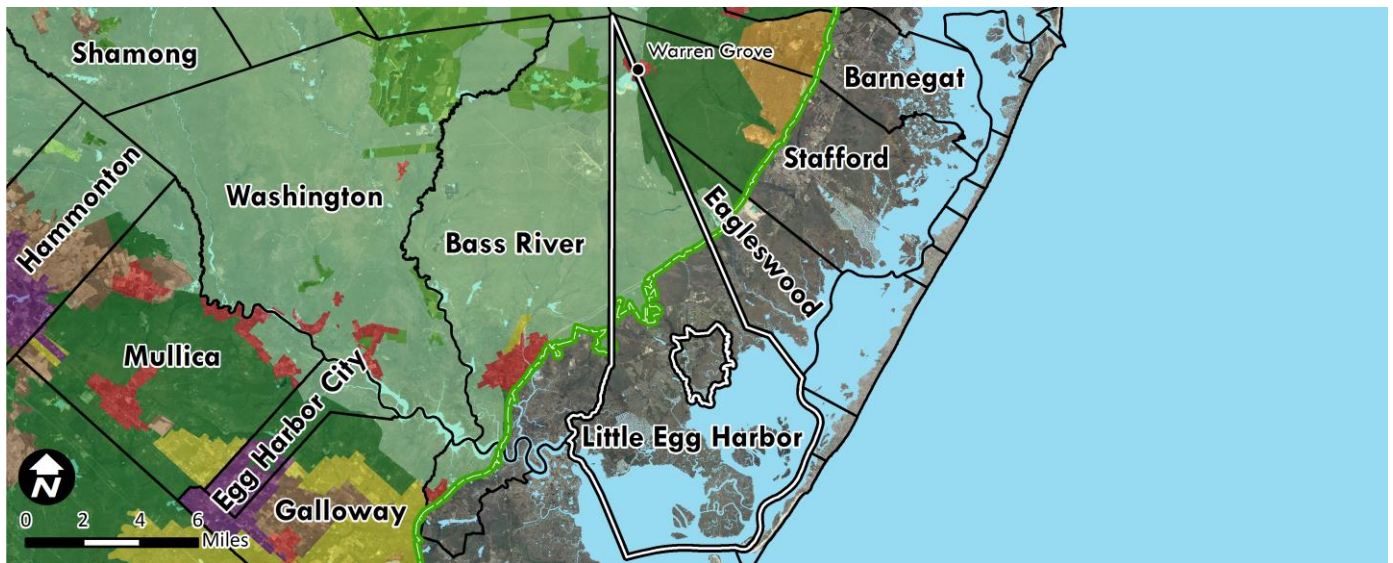 Shamong
Warren Grove
Barnegat
Stafford
Hammonton
Washington
Eagleswood
Bass River
Mullica
Egg Harbor City
Little Egg Harbor
Galloway
N
0 2 4 6
Miles